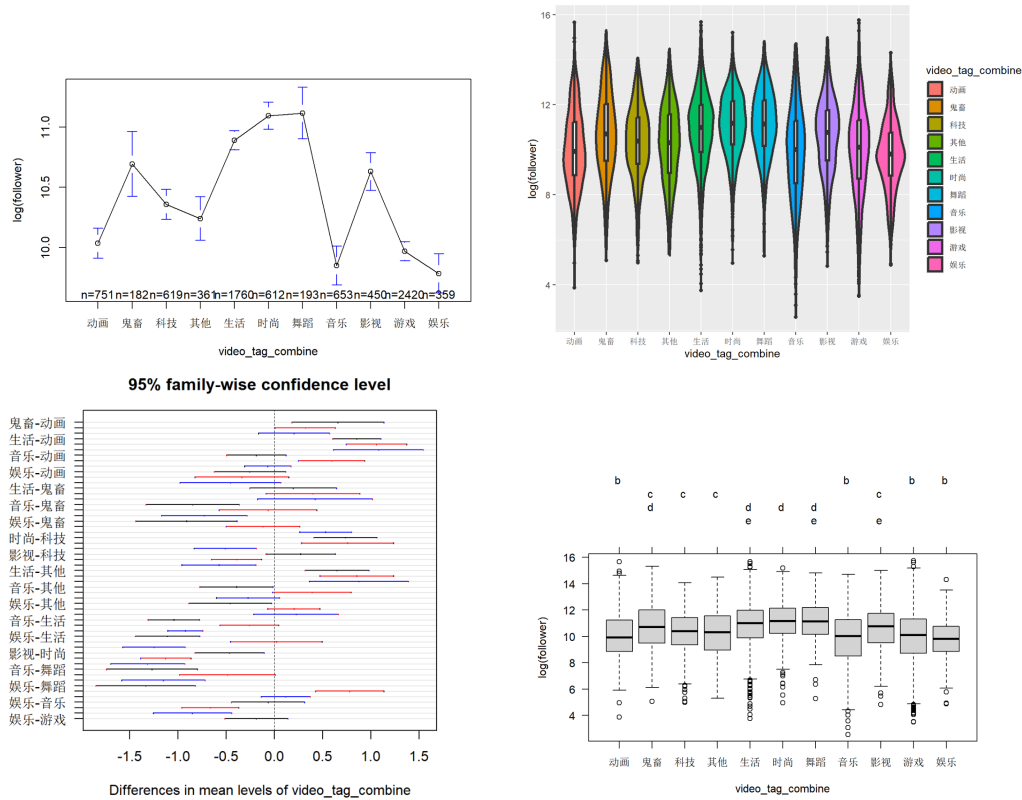 11.0
10.5
10.0
log(follower)
n=751 n=182 n=619 n=361 n=1760 n=612 n=193 n=653 n=450 n=2420 n=359
动画 鬼畜 科技 其他 生活 时尚 舞蹈 音乐 影视 游戏 娱乐
video_tag_combine
16
12
8
4
log(follower)
动画 鬼畜 科技 其他 生活 时尚 舞蹈 音乐 影视 游戏 娱乐
video_tag_combine
video_tag_combine
动画
鬼畜
科技
其他
生活
时尚
舞蹈
音乐
影视
游戏
娱乐
95% family-wise confidence level
鬼畜-动画
生活-动画
音乐-动画
娱乐-动画
生活-鬼畜
音乐-鬼畜
娱乐-鬼畜
时尚-科技
影视-科技
生活-其他
音乐-其他
娱乐-其他
音乐-生活
娱乐-生活
影视-时尚
音乐-舞蹈
娱乐-舞蹈
娱乐-音乐
娱乐-游戏
-1.5 -1.0 -0.5 0.0 0.5 1.0 1.5
Differences in mean levels of video_tag_combine
b b b b
c c c c
d d d d
e e e
16
14
12
10
8
6
4
log(follower)
动画 鬼畜 科技 其他 生活 时尚 舞蹈 音乐 影视 游戏 娱乐
video_tag_combine